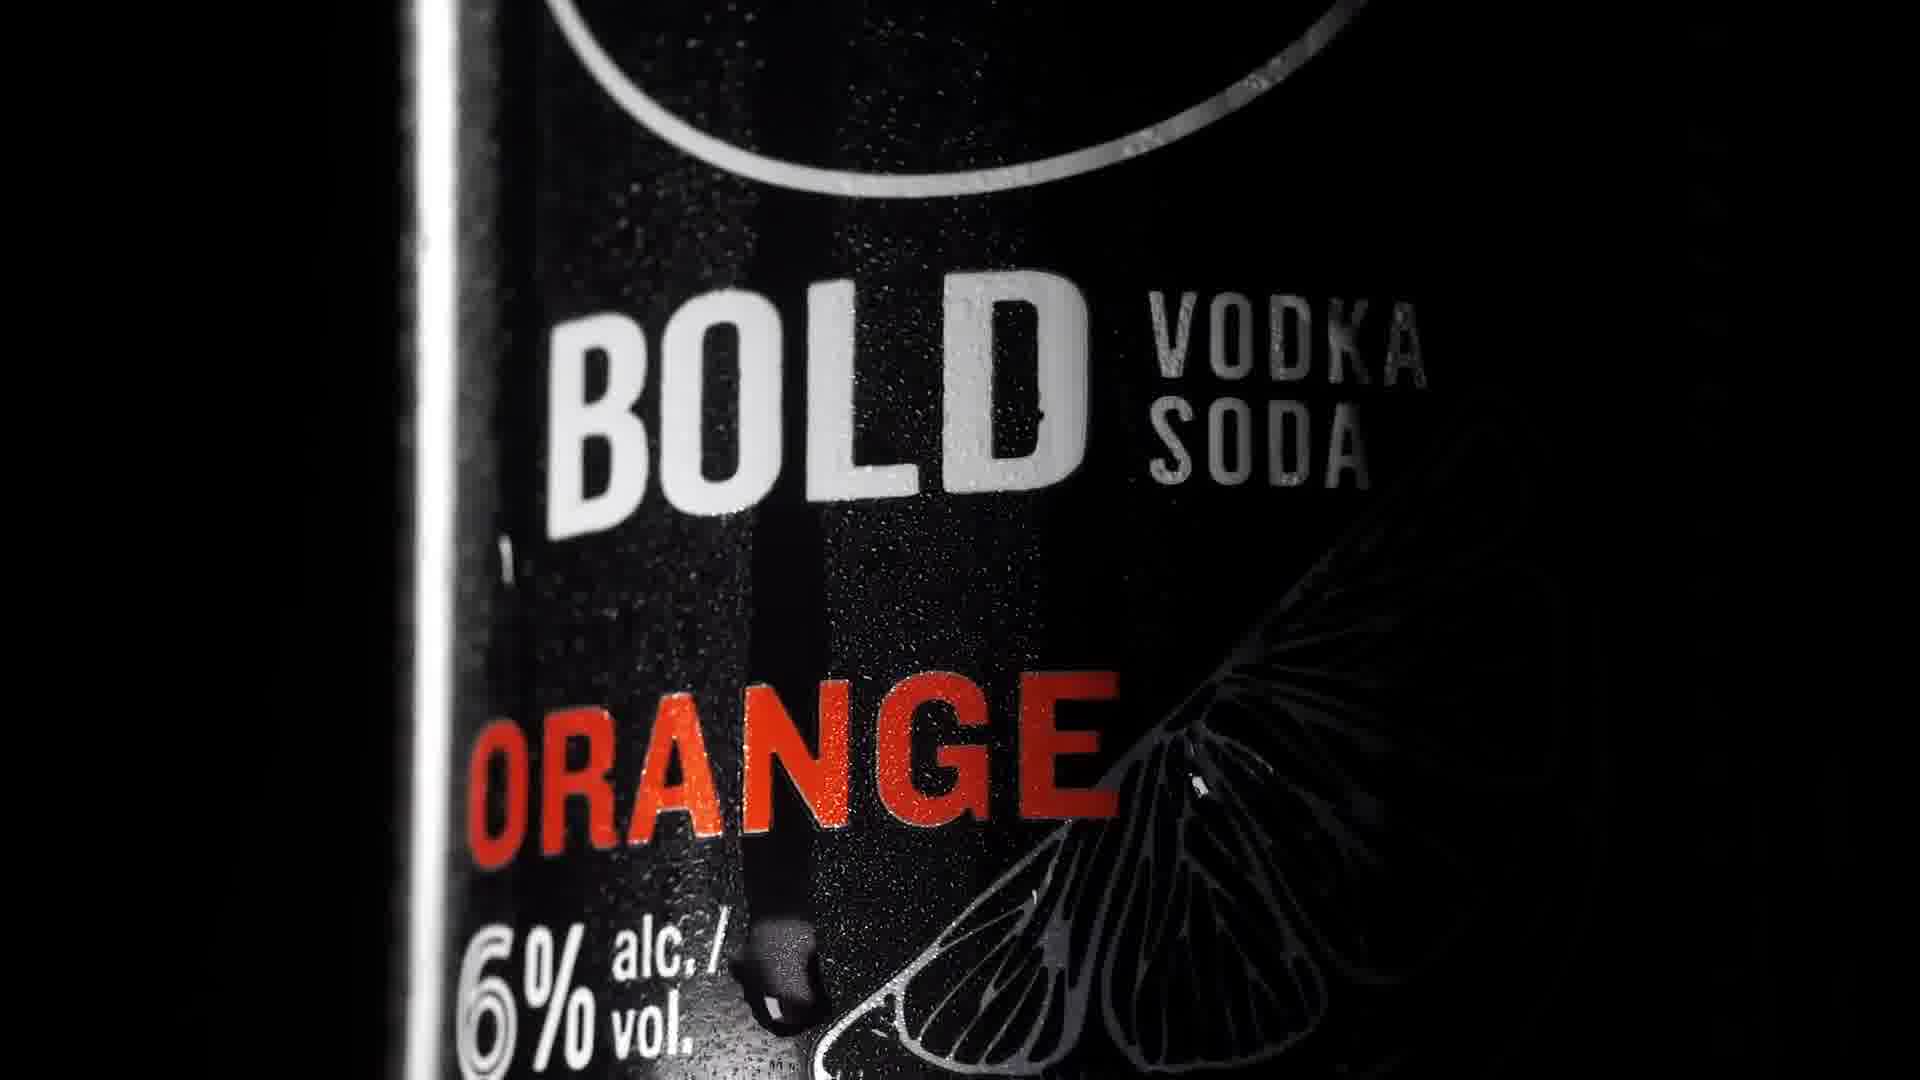 BOLD
VODKA
SODA
ORANGE
6% alc./
vol.